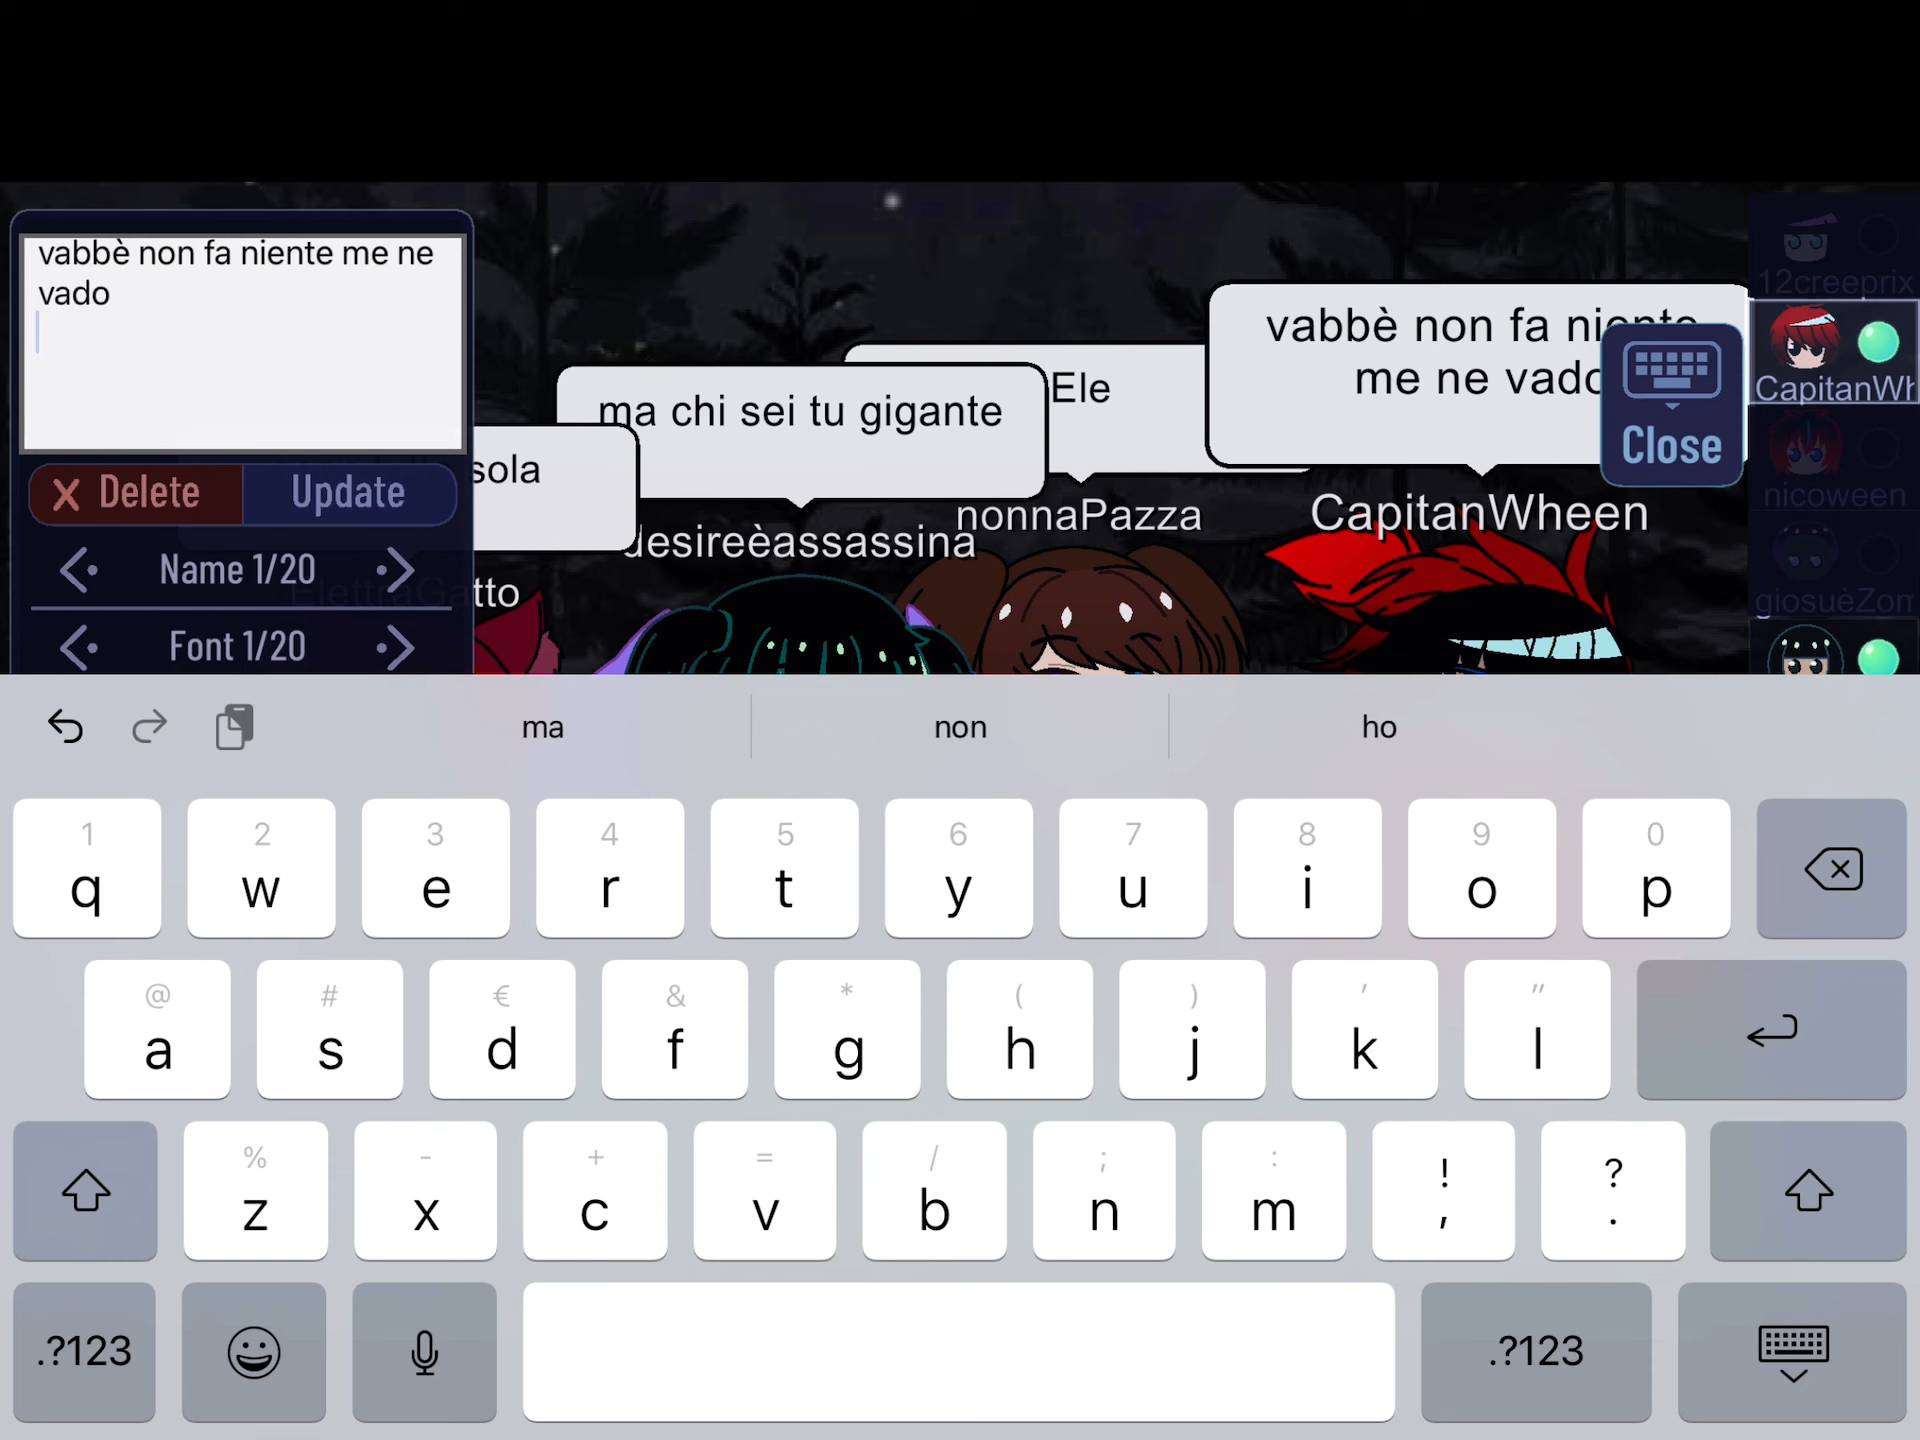 vabbè non fa niente me ne
vado
Delete
Update
Name 1/20
Font 1/20
sola
tto
ma chi sei tu gigante
desireèassassina
Ele
nonnaPazza
vabbè non fa niente
me ne vado
CapitanWheen
Close
12creeprix
CapitanWh
nicoween
giosuèZom
ma
non
ho
1 2 3 4 5 6 7 8 9 0
q w e r t y u i o p
@ # € & * ( ) ' "
a s d f g h j k l
% - + = / ; : ! ?
z x c v b n m , .
.?123
.?123